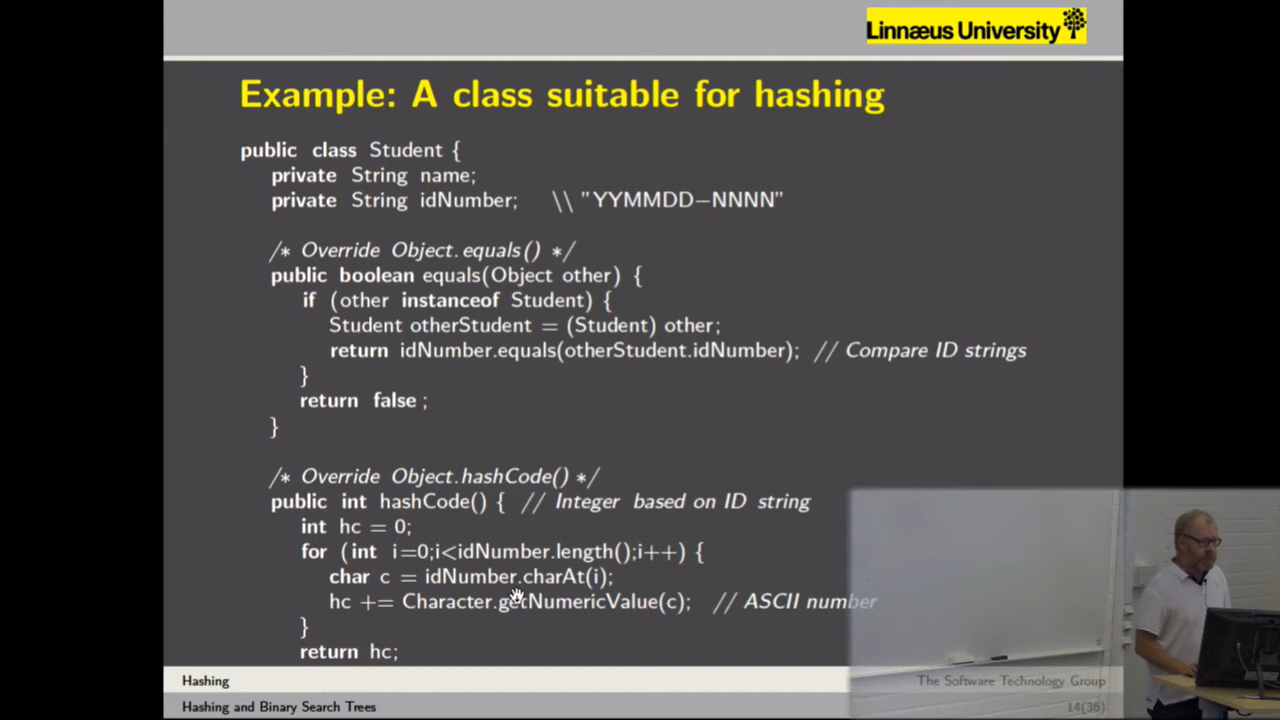 Linnæus University
Example: A class suitable for hashing
public class Student {
private String name;
private String idNumber; \\ "YYMMDD−NNNN"
/* Override Object.equals() */
public boolean equals(Object other) {
if (other instanceof Student) {
Student otherStudent = (Student) other;
return idNumber.equals(otherStudent.idNumber); // Compare ID strings
}
return false;
}
/* Override Object.hashCode() */
public int hashCode() { // Integer based on ID string
int hc = 0;
for (int i=0;i<idNumber.length();i++) {
char c = idNumber.charAt(i);
hc += Character.getNumericValue(c); // ASCII number
}
return hc;
Hashing The Software Technology Group
Hashing and Binary Search Trees 14(36)